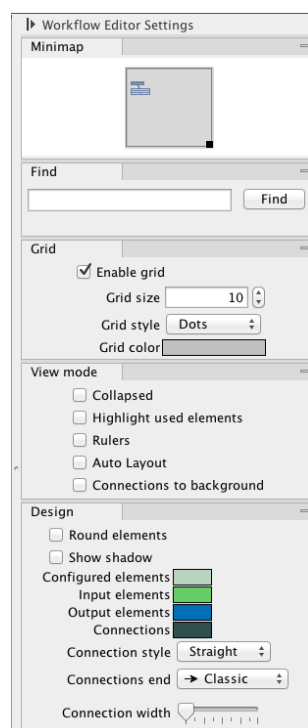 Workflow Editor Settings
Minimap
Find
Find
Grid
Enable grid
Grid size 10
Grid style Dots
Grid color
View mode
Collapsed
Highlight used elements
Rulers
Auto Layout
Connections to background
Design
Round elements
Show shadow
Configured elements
Input elements
Output elements
Connections
Connection style Straight
Connections end → Classic
Connection width